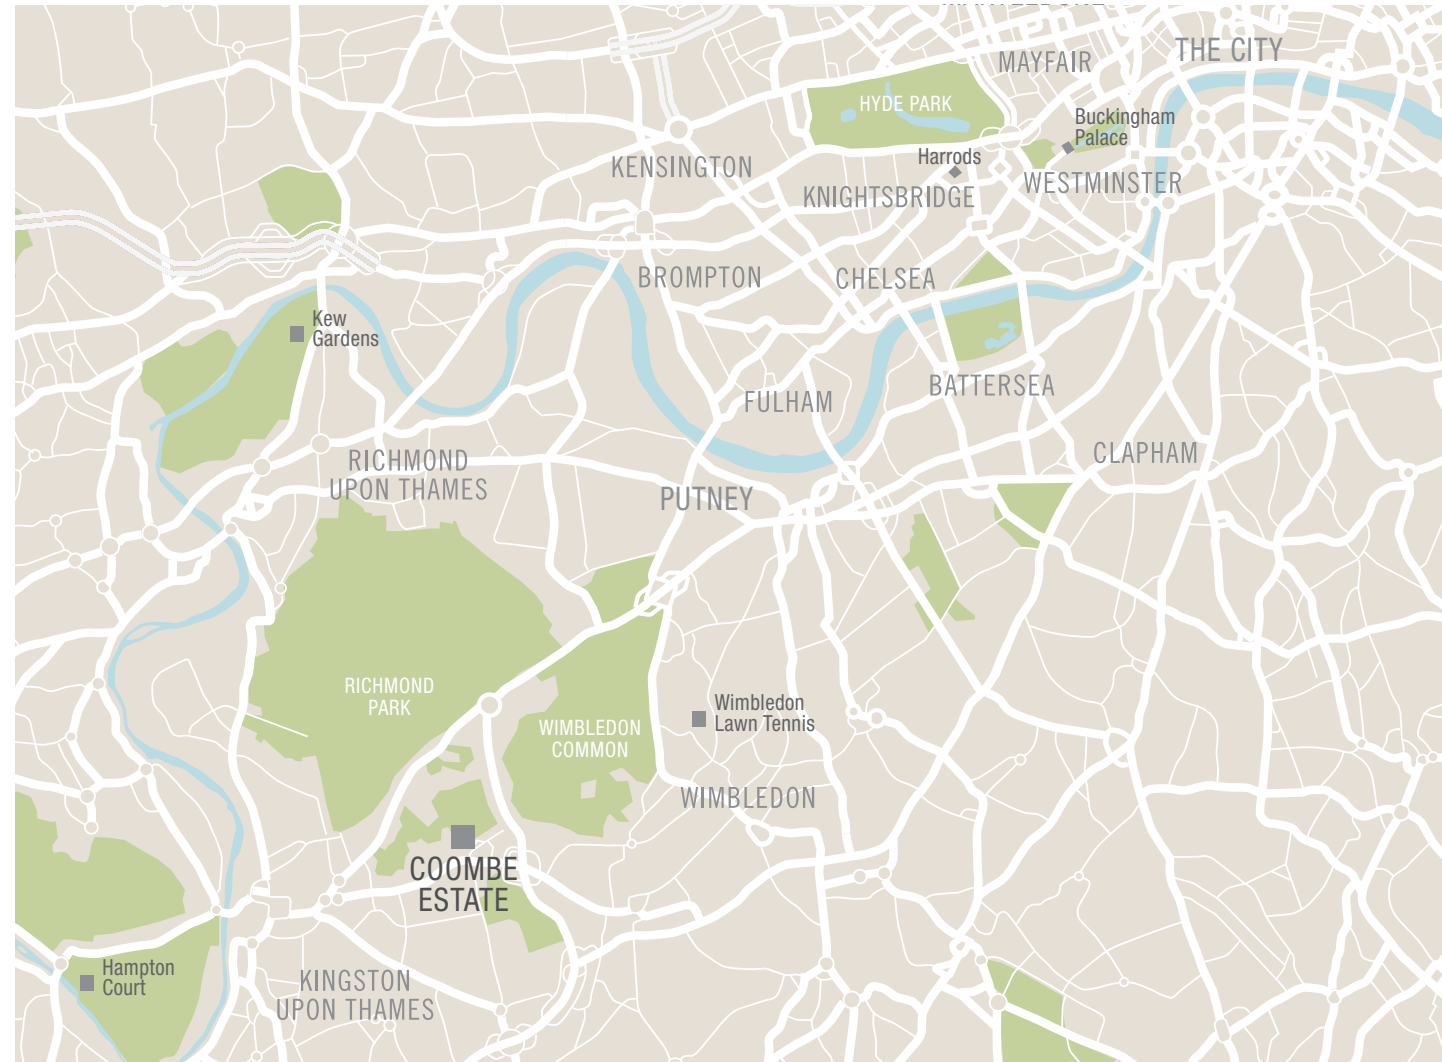 THE CITY
MAYFAIR
HYDE PARK
Buckingham
Palace
Harrods
KENSINGTON
KNIGHTSBRIDGE
WESTMINSTER
BROMPTON
CHELSEA
Kew
Gardens
BATTERSEA
FULHAM
CLAPHAM
RICHMOND
UPON THAMES
PUTNEY
RICHMOND
PARK
Wimbledon
Lawn Tennis
WIMBLEDON
COMMON
WIMBLEDON
COOMBE
ESTATE
Hampton
Court
KINGSTON
UPON THAMES